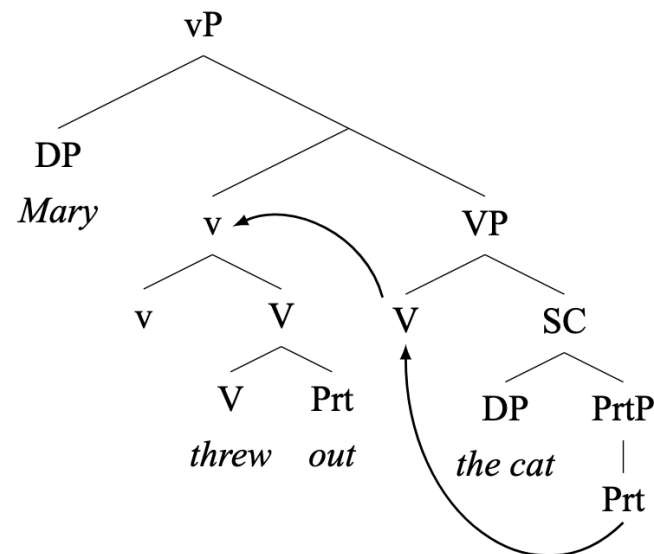 vP
DP
Mary
v VP
v V V SC
V Prt DP PrtP
threw out the cat
Prt